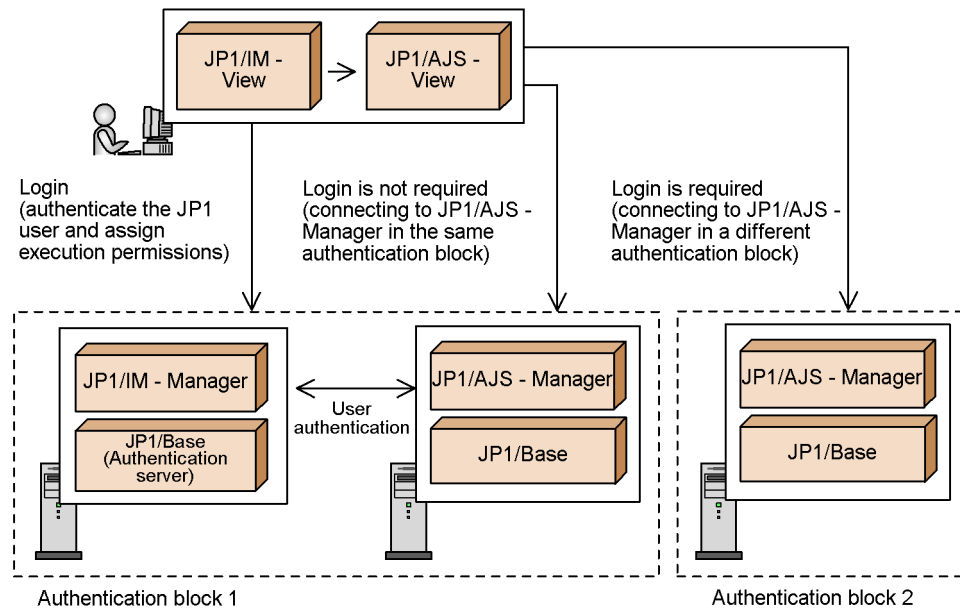 JP1/IM -
View
JP1/AJS -
View
Login
(authenticate the JP1
user and assign
execution permissions)
Login is not required
(connecting to JP1/AJS -
Manager in the same
authentication block)
Login is required
(connecting to JP1/AJS -
Manager in a different
authentication block)
JP1/IM - Manager
JP1/Base
(Authentication
server)
User
authentication
JP1/AJS - Manager
JP1/Base
JP1/AJS - Manager
JP1/Base
Authentication block 1
Authentication block 2